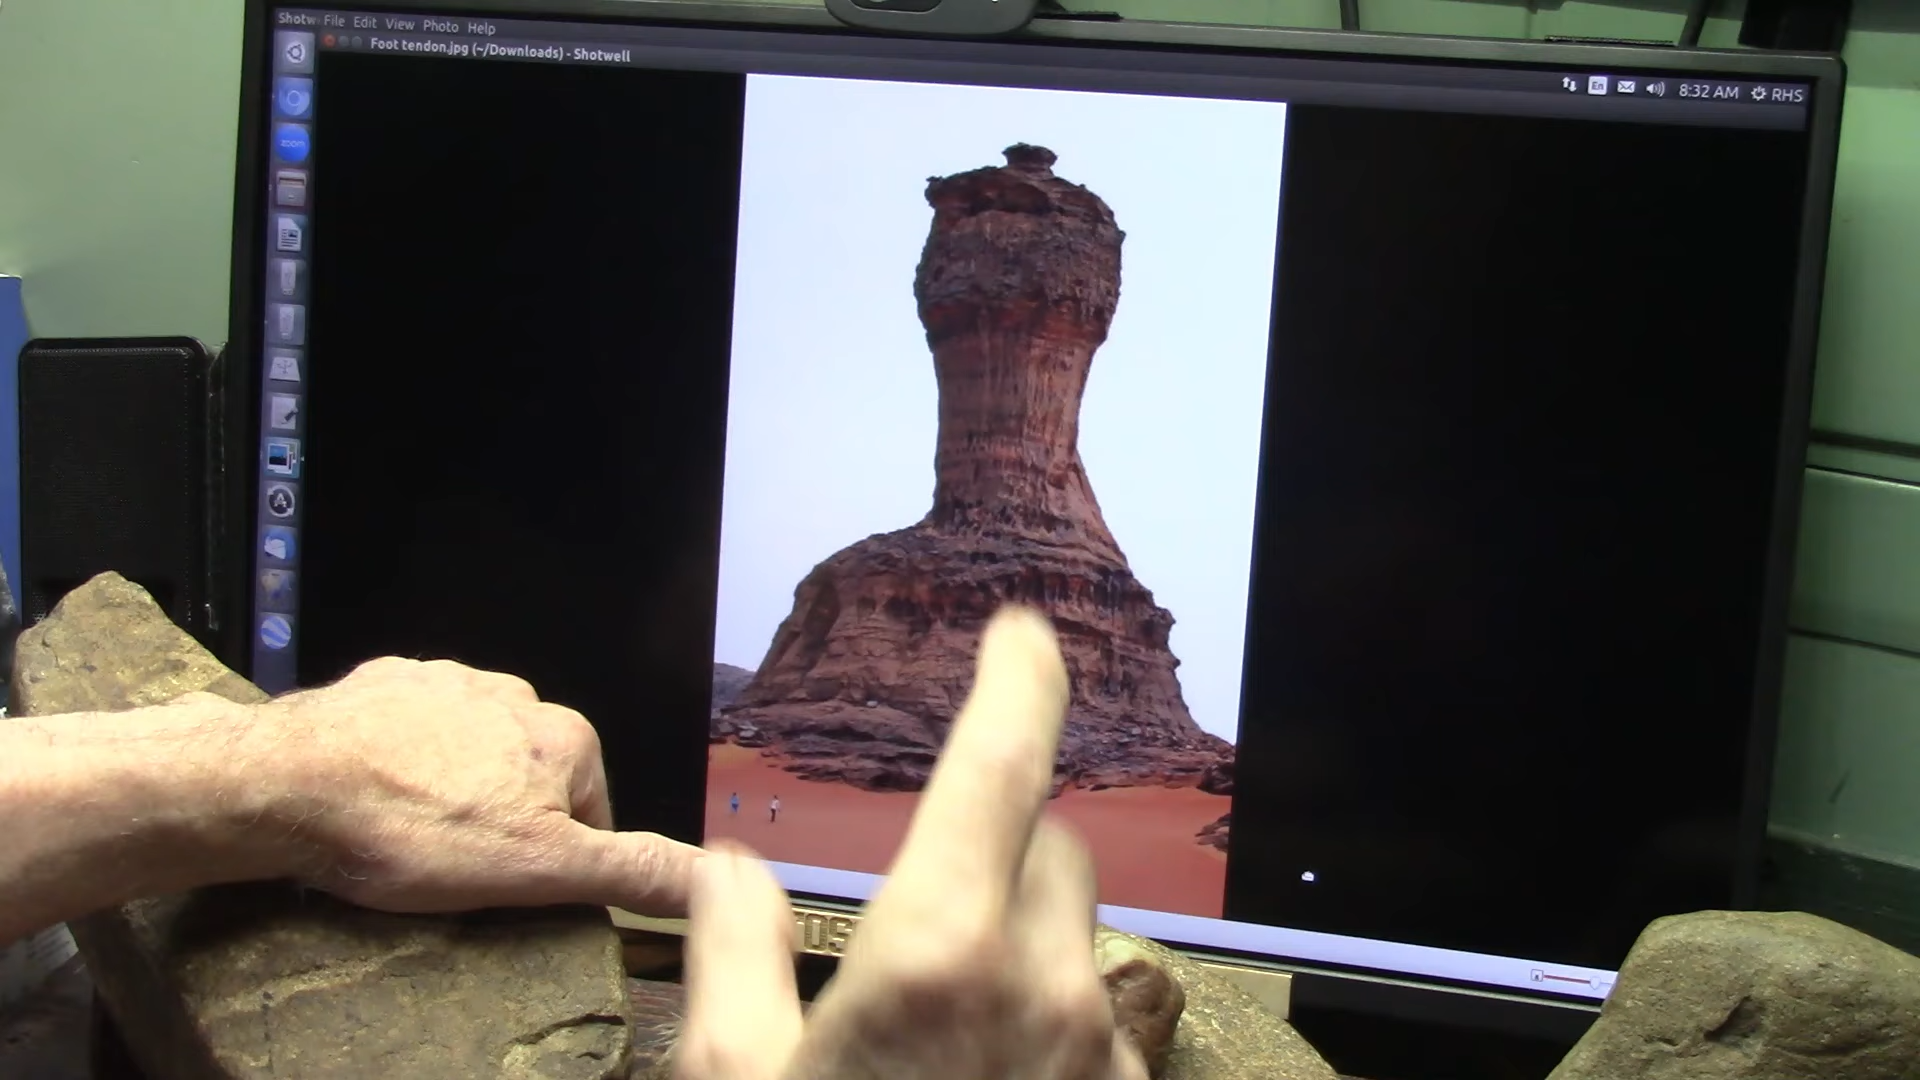 Shotw File Edit View Photo Help
Foot tendon.jpg (~/Downloads) - Shotwell
En 8:32 AM RHS
zoom
A